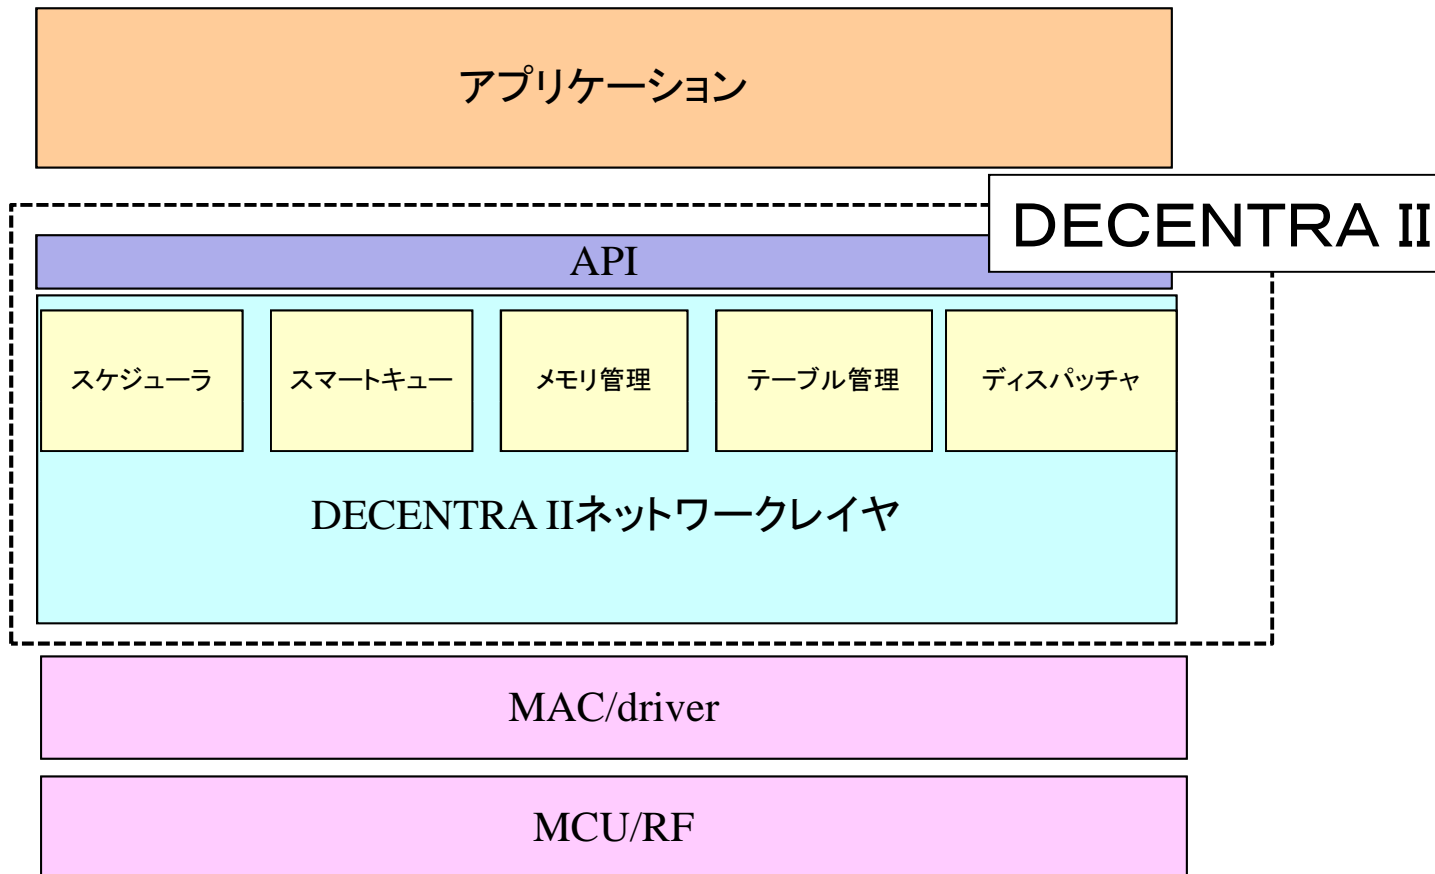 アプリケーション
DECENTRA II
API
スケジューラ
スマートキュー
メモリ管理
テーブル管理
ディスパッチャ
DECENTRA IIネットワークレイヤ
MAC/driver
MCU/RF